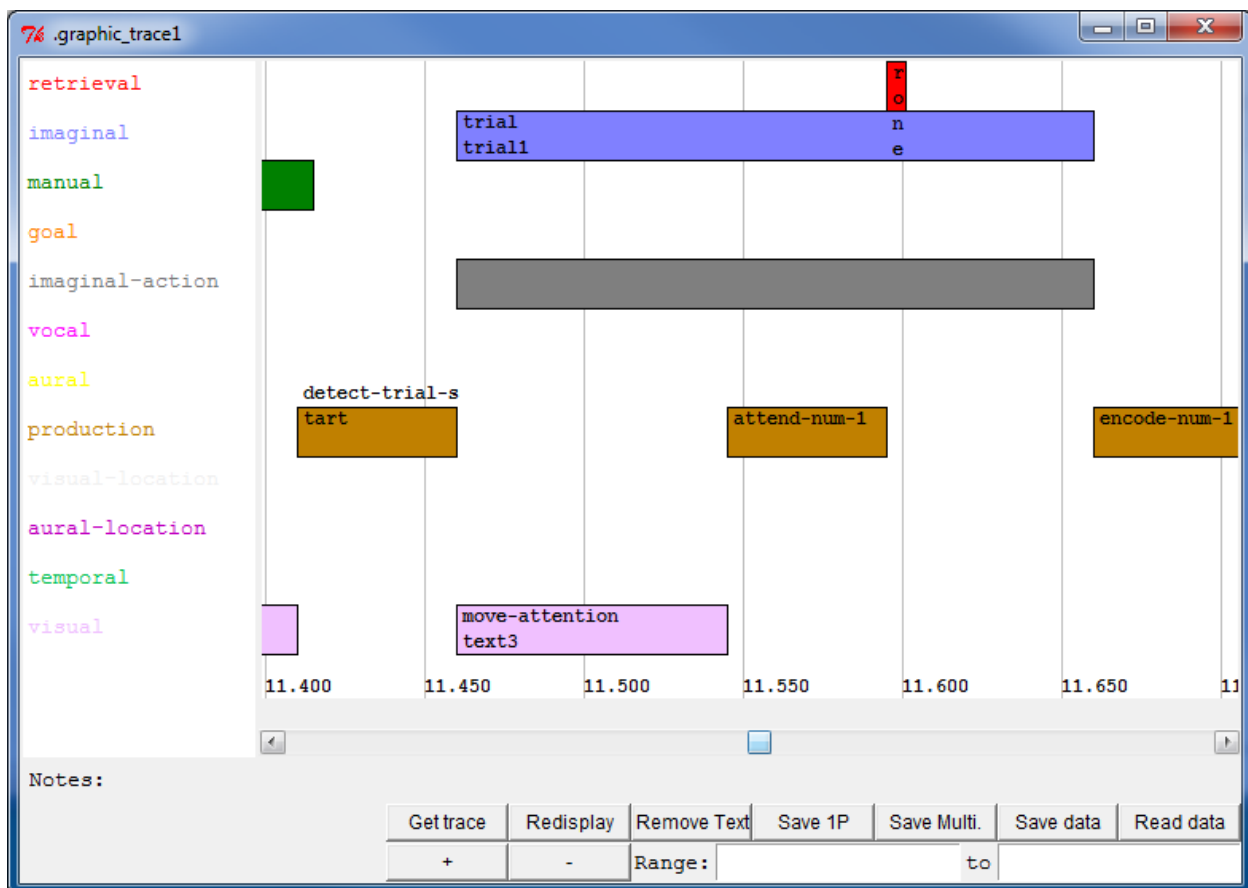 .graphic_trace1
retrieval
imaginal
manual
goal
imaginal-action
vocal
aural
production
visual-location
aural-location
temporal
visual
r
o
n
e
trial
trial1
detect-trial-s
tart
attend-num-1
encode-num-1
move-attention
text3
11.400 11.450 11.500 11.550 11.600 11.650 11
Notes:
Get trace Redisplay Remove Text Save 1P Save Multi. Save data Read data
+ - Range: to